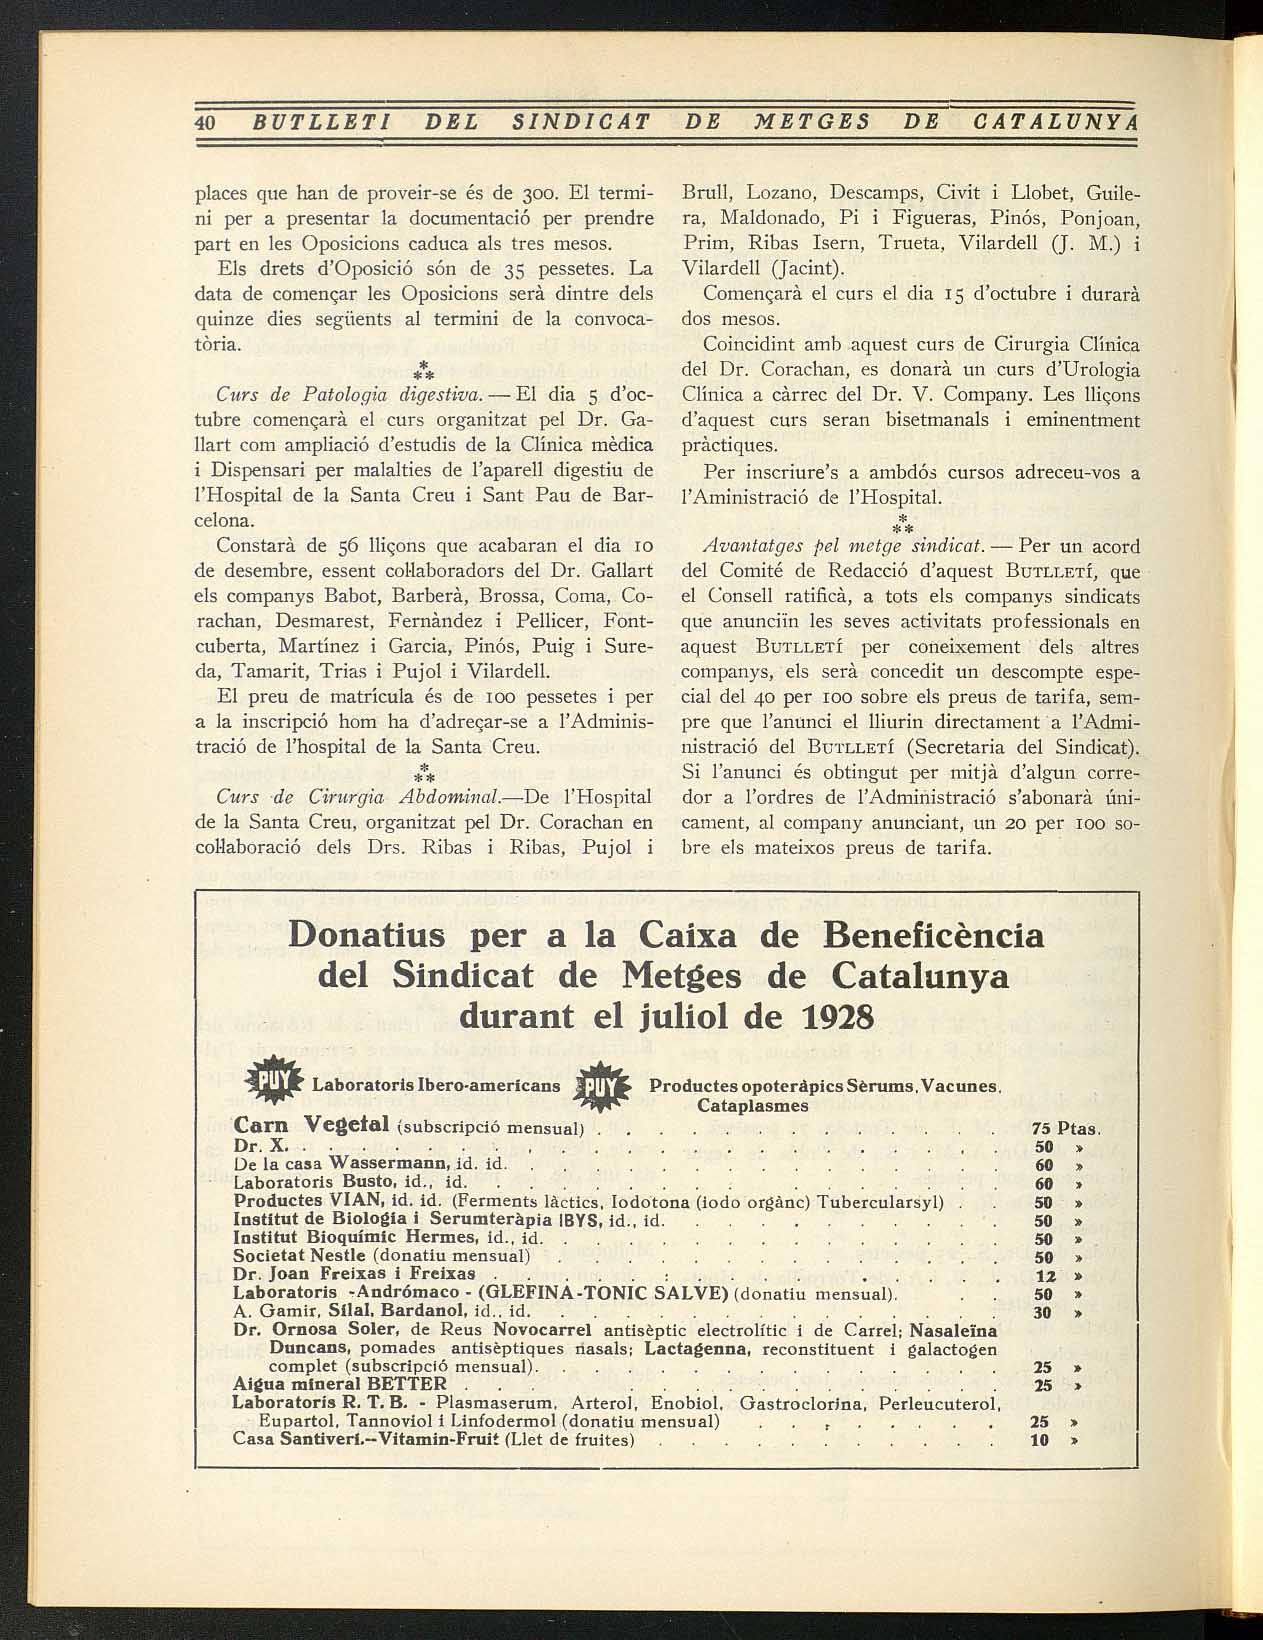 40 BUTLLETI DEL SINDICAT DE METGES DE CATALUNYA
places que han de proveir-se és de 300. El termi-
ni per a presentar la documentació per prendre
part en les Oposicions caduca als tres mesos.
Els drets d'Oposició són de 35 pessetes. La
data de començar les Oposicions serà dintre dels
quinze dies següents al termini de la convoca-
tòria.
*
**
Curs de Patologia digestiva. — El dia 5 d'oc-
tubre començarà el curs organitzat pel Dr. Ga-
llart com ampliació d'estudis de la Clínica mèdica
i Dispensari per malalties de l'aparell digestiu de
l'Hospital de la Santa Creu i Sant Pau de Bar-
celona.
Constarà de 56 lliçons que acabaran el dia 10
de desembre, essent col·laboradors del Dr. Gallart
els companys Babot, Barberà, Brossa, Coma, Co-
rachan, Desmarest, Fernàndez i Pellicer, Font-
cuberta, Martínez i Garcia, Pinós, Puig i Sure-
da, Tamarit, Trias i Pujol i Vilardell.
El preu de matrícula és de 100 pessetes i per
a la inscripció hom ha d'adreçar-se a l'Adminis-
tració de l'hospital de la Santa Creu.
*
**
Curs de Cirurgia Abdominal.—De l'Hospital
de la Santa Creu, organitzat pel Dr. Corachan en
col·laboració dels Drs. Ribas i Ribas, Pujol i
Brull, Lozano, Descamps, Civit i Llobet, Guile-
ra, Maldonado, Pi i Figueras, Pinós, Ponjoan,
Prim, Ribas Isern, Trueta, Vilardell (J. M.) i
Vilardell (Jacint).
Començarà el curs el dia 15 d'octubre i durarà
dos mesos.
Coincidint amb aquest curs de Cirurgia Clínica
del Dr. Corachan, es donarà un curs d'Urologia
Clínica a càrrec del Dr. V. Company. Les lliçons
d'aquest curs seran bisetmanals i eminentment
pràctiques.
Per inscriure's a ambdós cursos adreceu-vos a
l'Aministració de l'Hospital.
*
**
Avantatges pel metge sindicat. — Per un acord
del Comité de Redacció d'aquest BUTLLETÍ, que
el Consell ratificà, a tots els companys sindicats
que anunciïn les seves activitats professionals en
aquest BUTLLETÍ per coneixement dels altres
companys, els serà concedit un descompte espe-
cial del 40 per 100 sobre els preus de tarifa, sem-
pre que l'anunci el lliurin directament a l'Admi-
nistració del BUTLLETÍ (Secretaria del Sindicat).
Si l'anunci és obtingut per mitjà d'algun corre-
dor a l'ordres de l'Administració s'abonarà úni-
cament, al company anunciant, un 20 per 100 so-
bre els mateixos preus de tarifa.
Donatius per a la Caixa de Beneficència
del Sindicat de Metges de Catalunya
durant el juliol de 1928
PUY Laboratoris Ibero-americans PUY Productes opoteràpics Sèrums, Vacunes,
Cataplasmes
Carn Vegetal (subscripció mensual) . . . . . . . . . . . . . 75 Ptas.
Dr. X. . . . . . . . . . . . . . . . . . . . . . 50 »
De la casa Wassermann, id. id. . . . . . . . . . . . . . . . 60 »
Laboratoris Busto, id., id. . . . . . . . . . . . . . . . . 60 »
Productes VIAN, id. id. (Ferments làctics, Iodotona (iodo orgànc) Tubercularsyl) . . 50 »
Institut de Biologia i Serumteràpia IBYS, id., id. . . . . . . . . . . 50 »
Institut Bioquímic Hermes, id., id. . . . . . . . . . . . . . . 50 »
Societat Nestle (donatiu mensual) . . . . . . . . . . . . . . 50 »
Dr. Joan Freixas i Freixas . . . . . . . . . . . . . . . . 12 »
Laboratoris -Andrómaco - (GLEFINA-TONIC SALVE) (donatiu mensual). . . 50 »
A. Gamir, Silal, Bardanol, id., id. . . . . . . . . . . . . . . . 30 »
Dr. Ornosa Soler, de Reus Novocarrel antisèptic electrolític i de Carrel; Nasaleïna
Duncans, pomades antisèptiques nasals; Lactagenna, reconstituent i galactogen
complet (subscripció mensual). . . . . . . . . . . . . . . 25 »
Aigua mineral BETTER . . . . . . . . . . . . . . . . . 25 »
Laboratoris R. T. B. - Plasmaserum, Arterol, Enobiol, Gastroclorina, Perleucuterol,
Eupartol, Tannoviol i Linfodermol (donatiu mensual) . . . . . . . . 25 »
Casa Santiveri.--Vitamin-Fruit (Llet de fruites) . . . . . . . . . . . 10 »